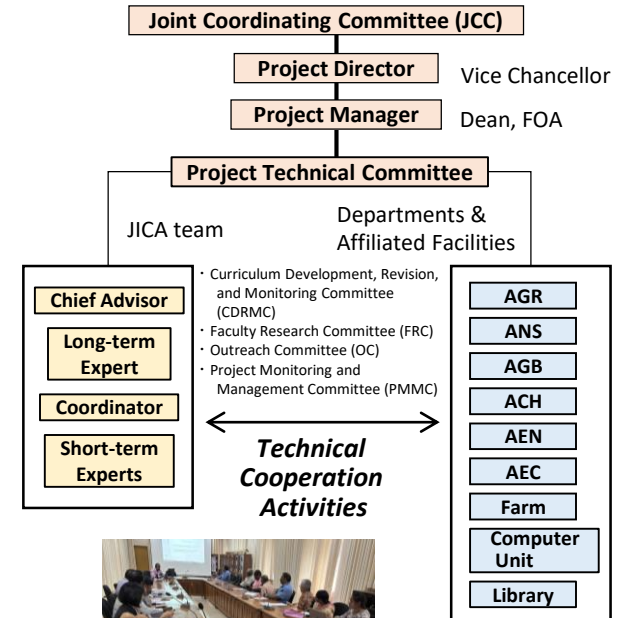 Joint Coordinating Committee (JCC)
Project Director
Vice Chancellor
Project Manager
Dean, FOA
Project Technical Committee
JICA team
Departments &
Affiliated Facilities
Chief Advisor
Long-term
Expert
Coordinator
Short-term
Experts
・Curriculum Development, Revision,
and Monitoring Committee
(CDRMC)
・Faculty Research Committee (FRC)
・Outreach Committee (OC)
・Project Monitoring and
Management Committee (PMMC)
Technical
Cooperation
Activities
AGR
ANS
AGB
ACH
AEN
AEC
Farm
Computer
Unit
Library